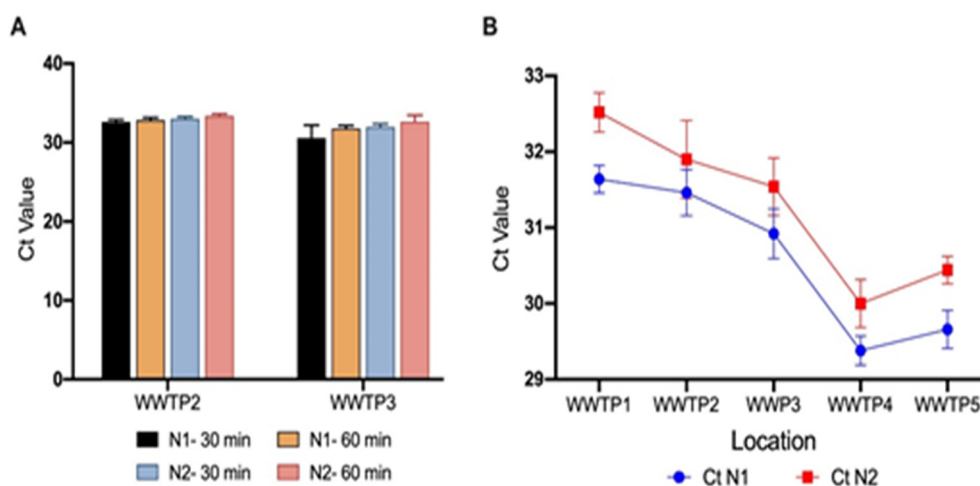 A
Ct Value
40
30
20
10
0
WWTP2 WWTP3
N1- 30 min N1- 60 min
N2- 30 min N2- 60 min
B
Ct Value
33
32
31
30
29
WWTP1 WWTP2 WWP3 WWTP4 WWTP5
Location
Ct N1 Ct N2